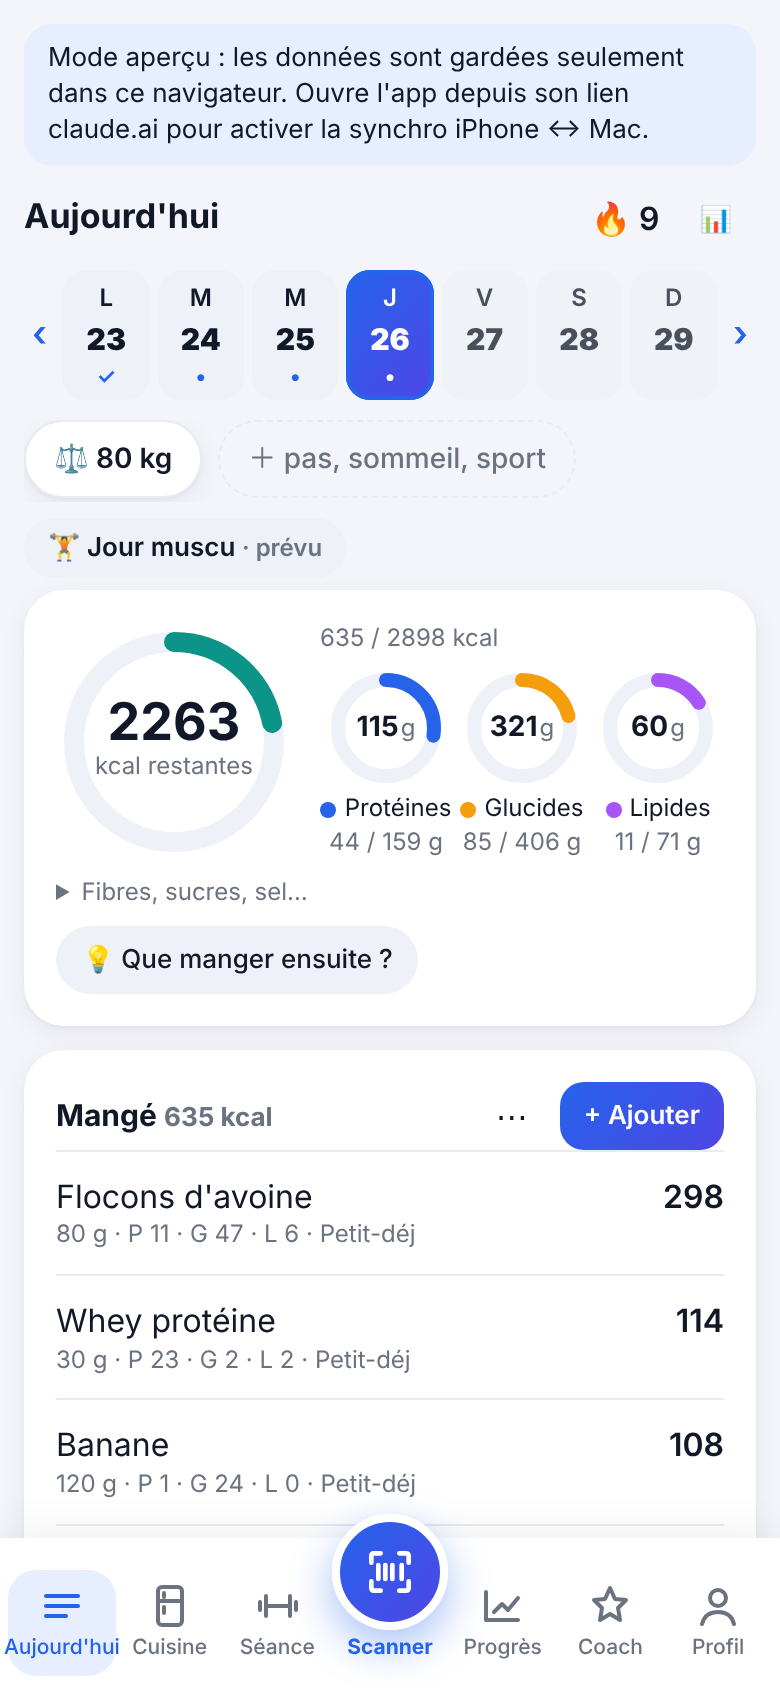 Mode aperçu : les données sont gardées seulement
dans ce navigateur. Ouvre l'app depuis son lien
claude.ai pour activer la synchro iPhone ↔ Mac.
Aujourd'hui 🔥 9 📊
‹ L M M J V S D ›
23 24 25 26 27 28 29
⚖️ 80 kg + pas, sommeil, sport
🏋️ Jour muscu · prévu
635 / 2898 kcal
2263
kcal restantes
115 g 321g 60 g
Protéines Glucides Lipides
44 / 159 g 85 / 406 g 11 / 71 g
▶ Fibres, sucres, sel...
💡 Que manger ensuite ?
Mangé 635 kcal ... + Ajouter
Flocons d'avoine 298
80 g · P 11 · G 47 · L 6 · Petit-déj
Whey protéine 114
30 g · P 23 · G 2 · L 2 · Petit-déj
Banane 108
120 g · P 1 · G 24 · L 0 · Petit-déj
Aujourd'hui Cuisine Séance Scanner Progrès Coach Profil